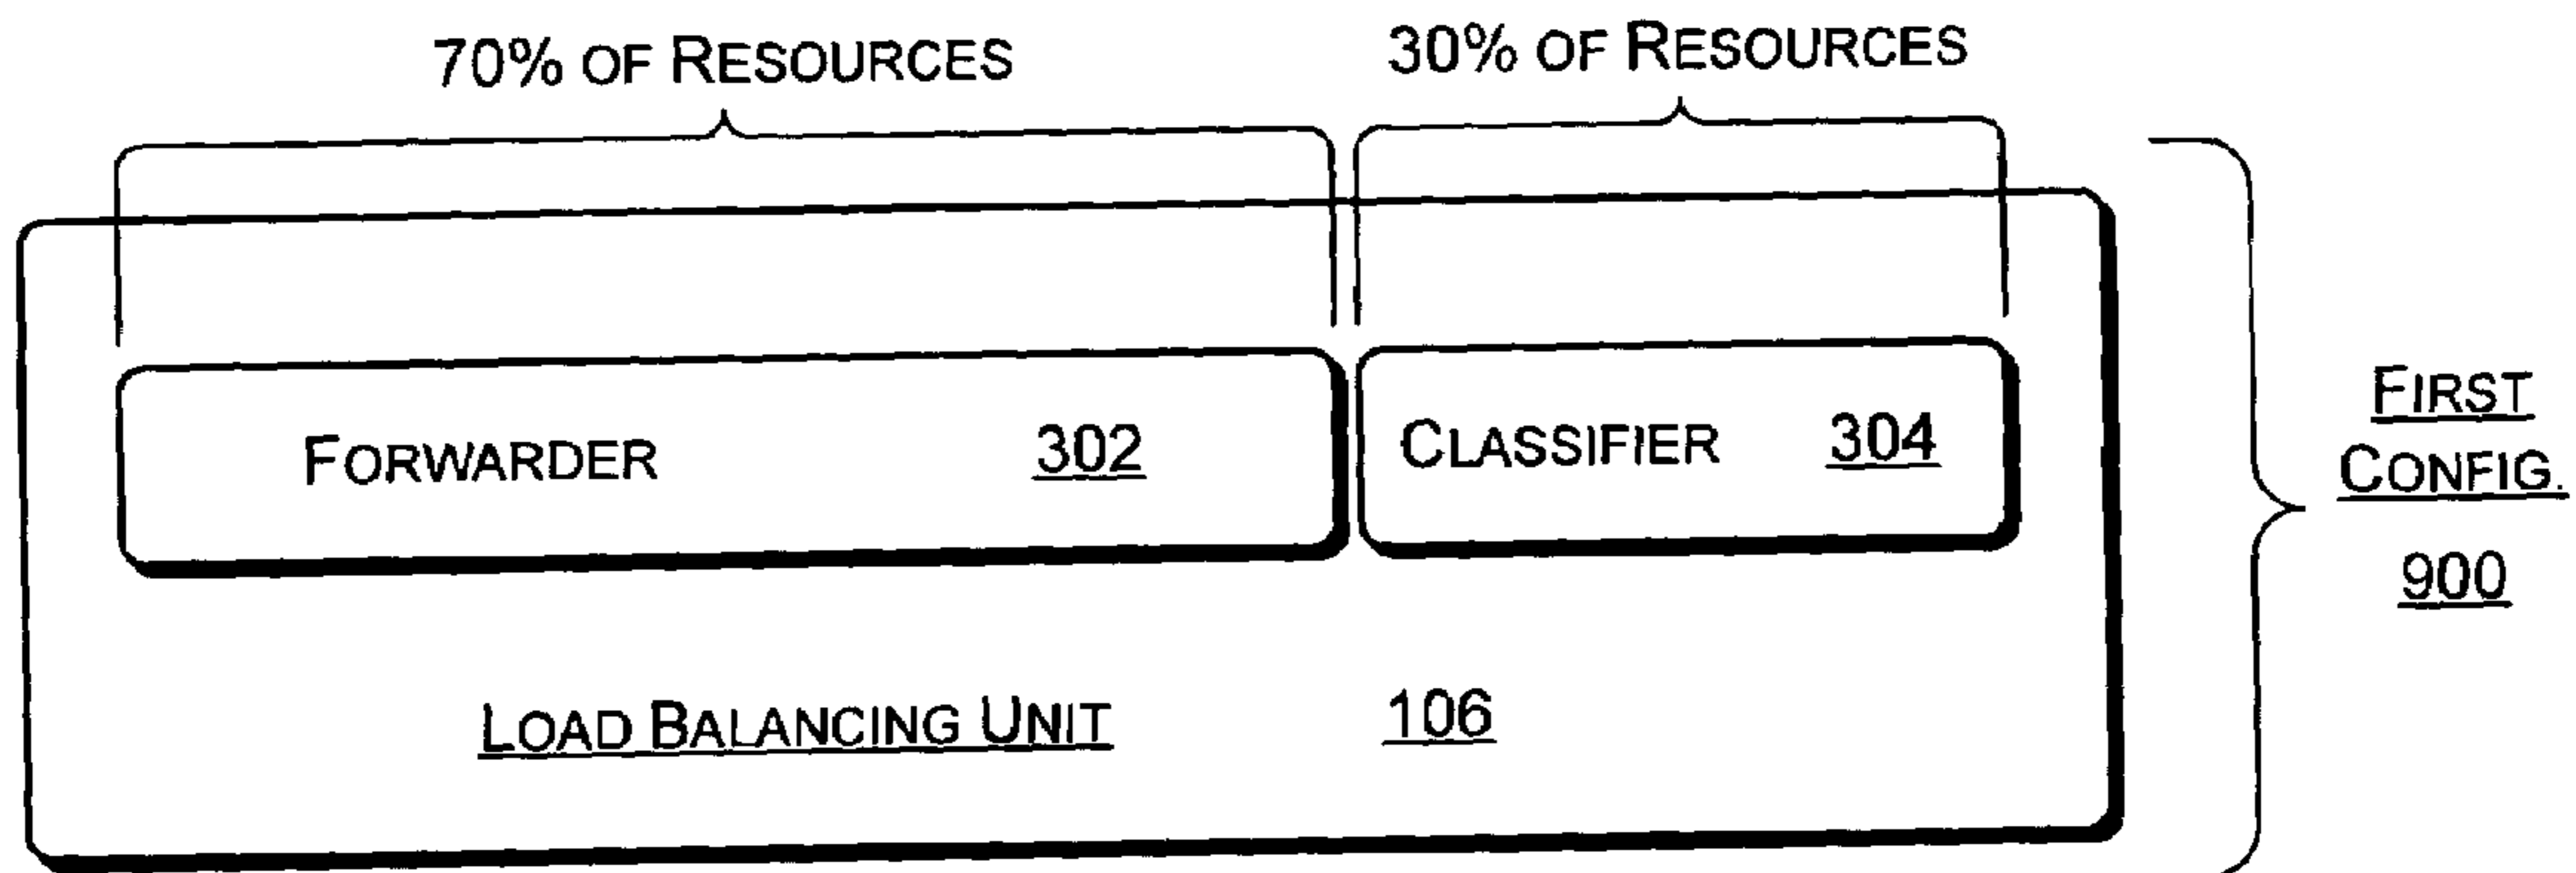 70% OF RESOURCES
30% OF RESOURCES
FORWARDER 302
CLASSIFIER 304
LOAD BALANCING UNIT 106
FIRST
CONFIG.
900